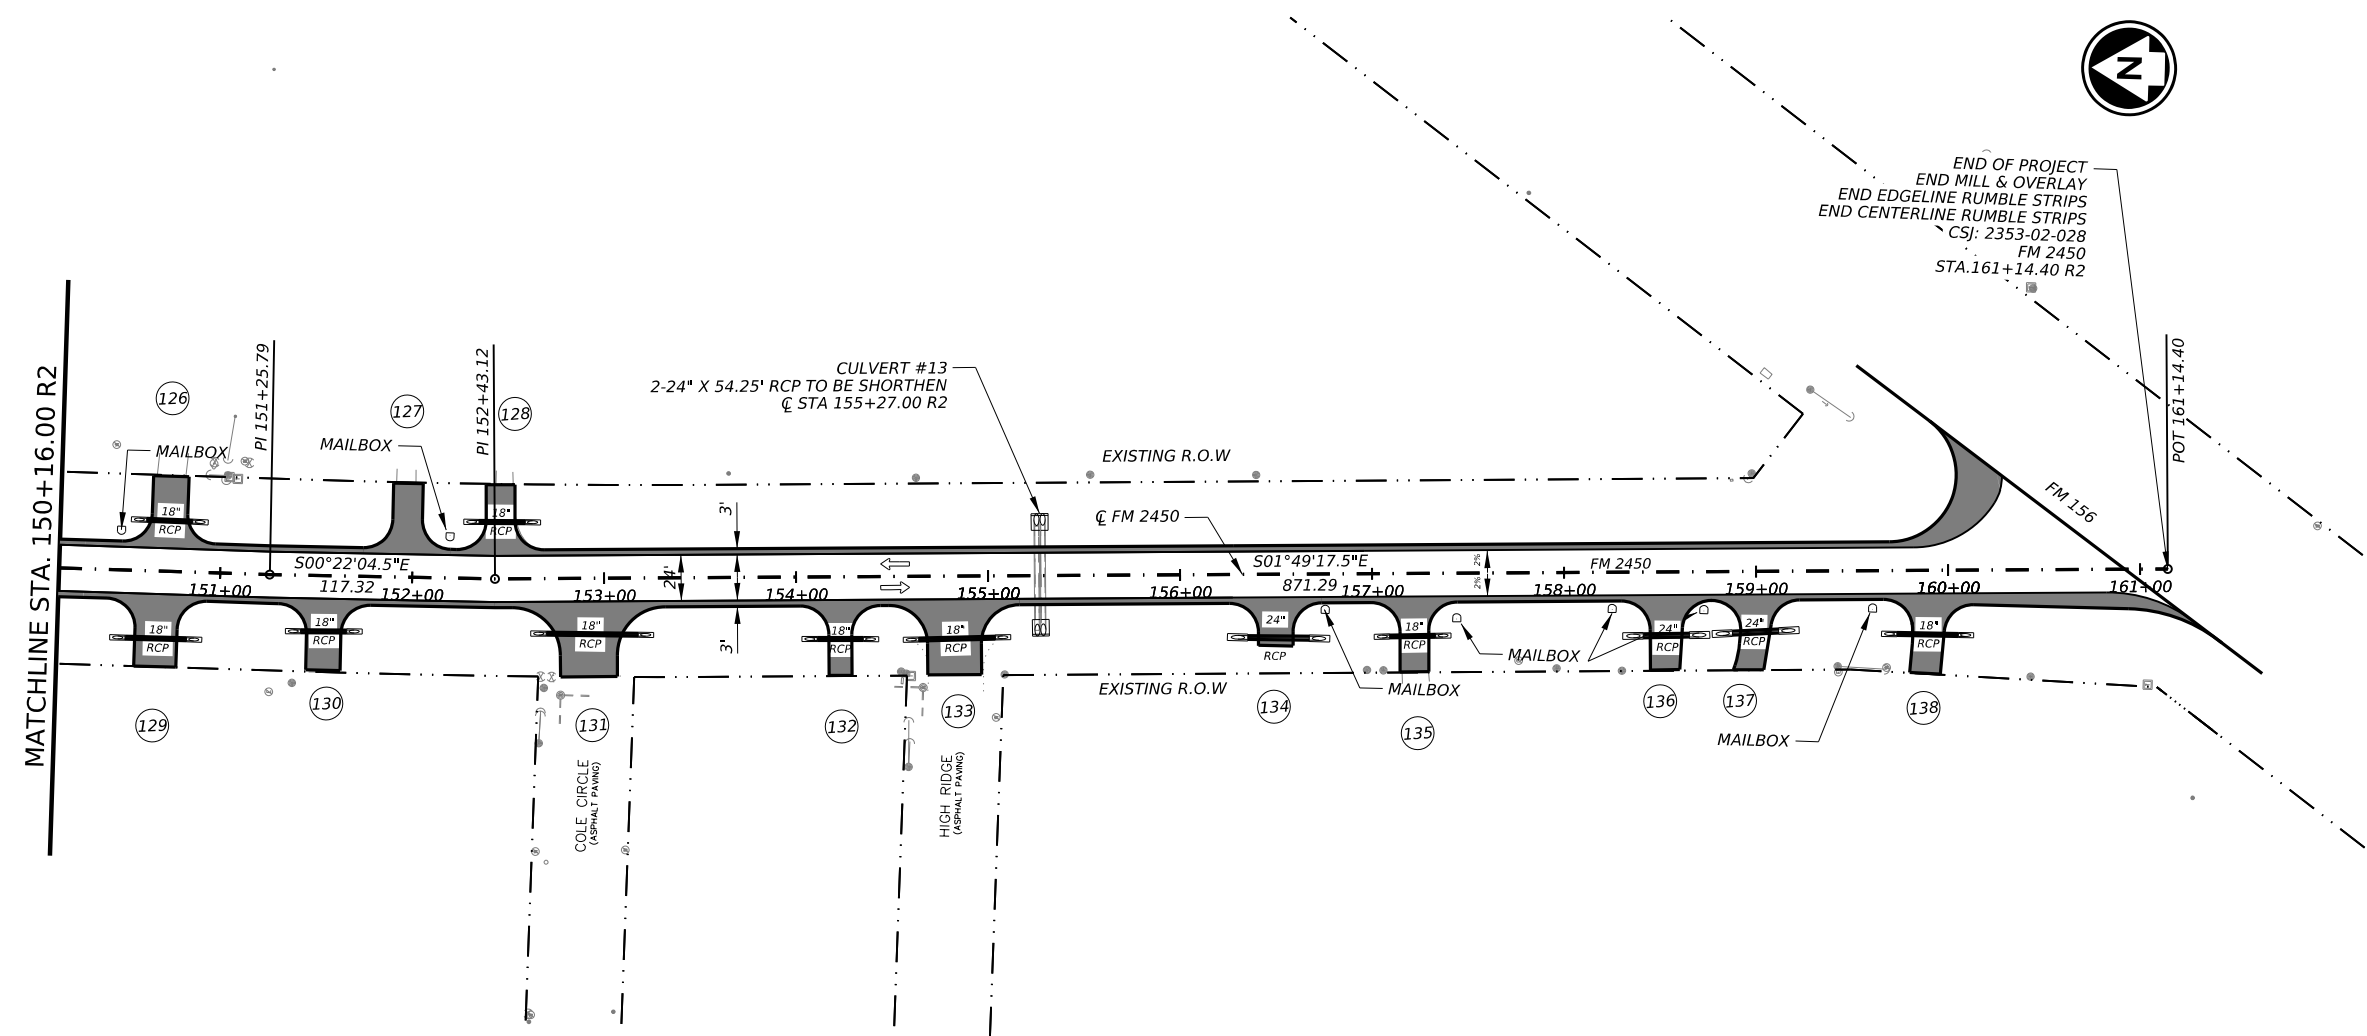 N
END OF PROJECT
END MILL & OVERLAY
END EDGELINE RUMBLE STRIPS
END CENTERLINE RUMBLE STRIPS
CSJ: 2353-02-028
FM 2450
STA.161+14.40 R2
MATCHLINE STA. 150+16.00 R2
PI 151+25.79
PI 152+43.12
POT 161+14.40
CULVERT #13
2-24" X 54.25' RCP TO BE SHORTHEN
℄ STA 155+27.00 R2
126
127
128
MAILBOX
MAILBOX
EXISTING R.O.W
FM 156
18"
RCP
18"
RCP
3'
℄ FM 2450
S00°22'04.5"E
117.32
24'
S01°49'17.5"E
871.29
2%
2%
2%
2%
FM 2450
151+00
152+00
153+00
154+00
155+00
156+00
157+00
158+00
159+00
160+00
161+00
3'
18"
RCP
18"
RCP
18"
RCP
18"
RCP
18"
RCP
24"
RCP
18"
RCP
24"
RCP
24"
RCP
18"
RCP
MAILBOX
MAILBOX
MAILBOX
EXISTING R.O.W
129
130
131
132
133
134
135
136
137
138
COLE CIRCLE
(ASPHALT PAVING)
HIGH RIDGE
(ASPHALT PAVING)